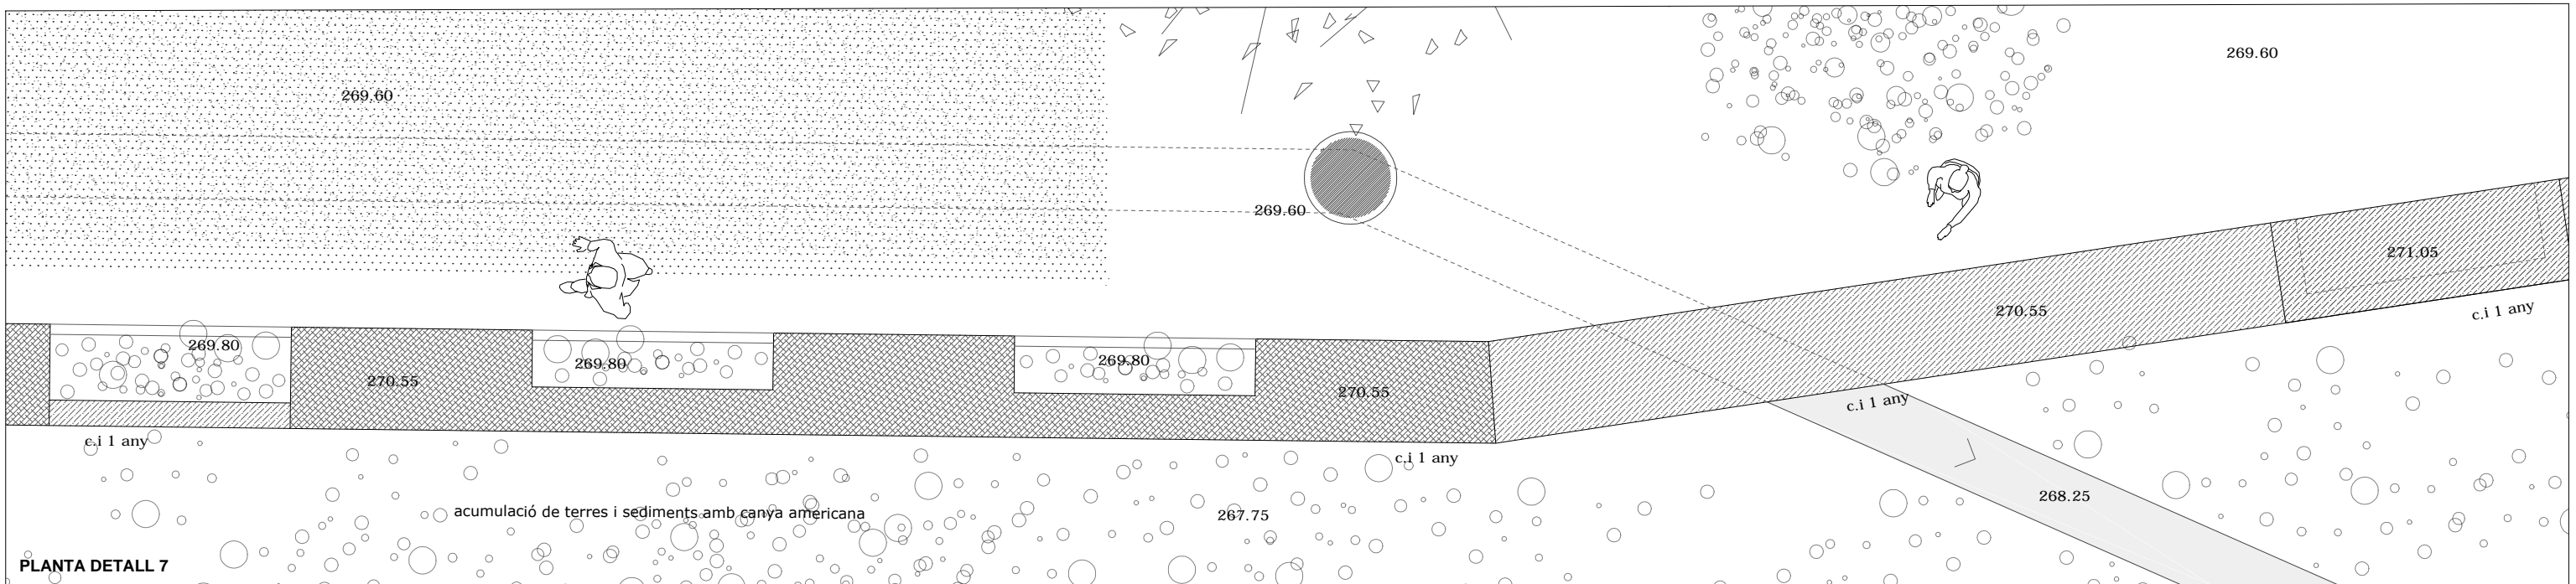 269.60
269.60
269.60
271.05
270.55
c.i 1 any
269.80
269.80
269.80
270.55
270.55
c.i 1 any
c.i 1 any
c.i 1 any
268.25
acumulació de terres i sediments amb canya americana
267.75
PLANTA DETALL 7